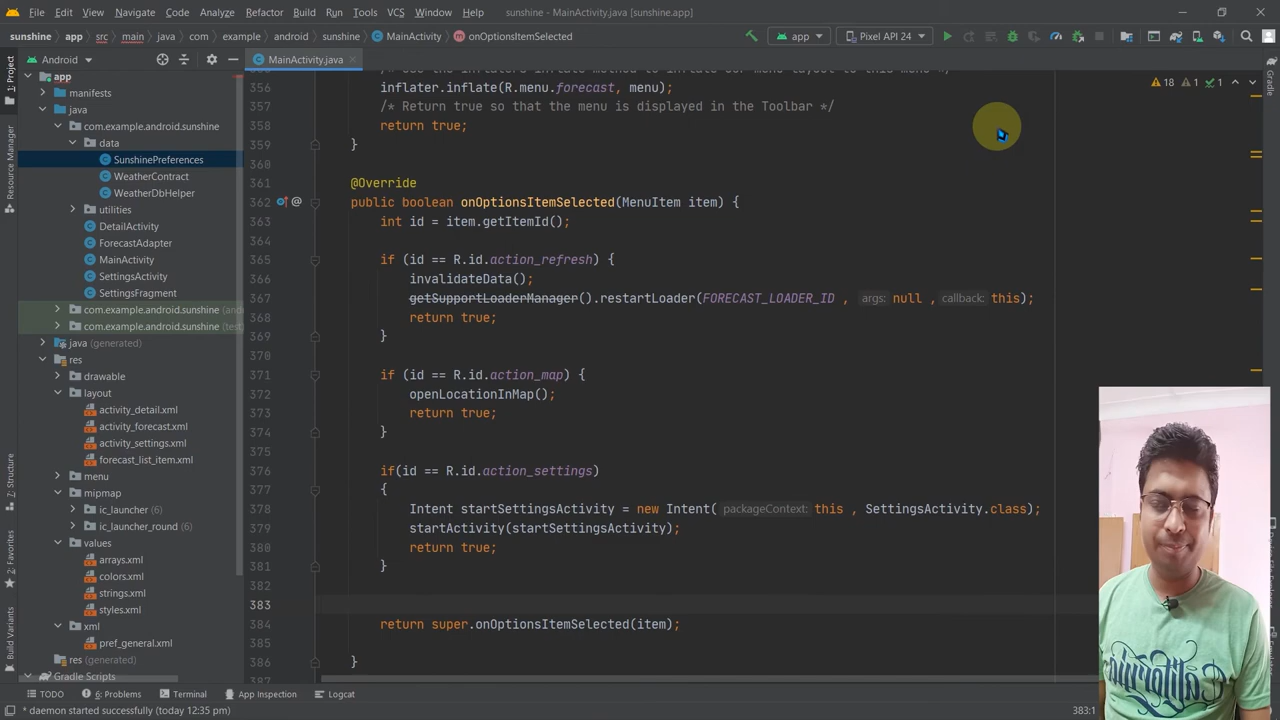 File Edit View Navigate Code Analyze Refactor Build Run Tools VCS Window Help sunshine - MainActivity.java [sunshine.app]
sunshine app src main java com example android sunshine MainActivity onOptionsItemSelected app Pixel API 24
Android MainActivity.java
1: Project
Resource Manager
Z: Structure
2: Favorites
Build Variants
Gradle
app
manifests
java
com.example.android.sunshine
data
SunshinePreferences
WeatherContract
WeatherDbHelper
utilities
DetailActivity
ForecastAdapter
MainActivity
SettingsActivity
SettingsFragment
com.example.android.sunshine
com.example.android.sunshine
java (generated)
res
drawable
layout
activity_detail.xml
activity_forecast.xml
activity_settings.xml
forecast_list_item.xml
menu
mipmap
ic_launcher (6)
ic_launcher_round (6)
values
arrays.xml
colors.xml
strings.xml
styles.xml
xml
pref_general.xml
res (generated)
Gradle Scripts
18 1 1
356 inflater.inflate(R.menu.forecast, menu);
357 /* Return true so that the menu is displayed in the Toolbar */
358 return true;
359 }
360
361 @Override
362 @ public boolean onOptionsItemSelected(MenuItem item) {
363 int id = item.getItemId();
364
365 if (id == R.id.action_refresh) {
366 invalidateData();
367 getSupportLoaderManager().restartLoader(FORECAST_LOADER_ID , args: null , callback: this);
368 return true;
369 }
370
371 if (id == R.id.action_map) {
372 openLocationInMap();
373 return true;
374 }
375
376 if(id == R.id.action_settings)
377 {
378 Intent startSettingsActivity = new Intent( packageContext: this , SettingsActivity.class);
379 startActivity(startSettingsActivity);
380 return true;
381 }
382
383
384 return super.onOptionsItemSelected(item);
385
386 }
TODO 6: Problems Terminal App Inspection Logcat
* daemon started successfully (today 12:35 pm) 383:1